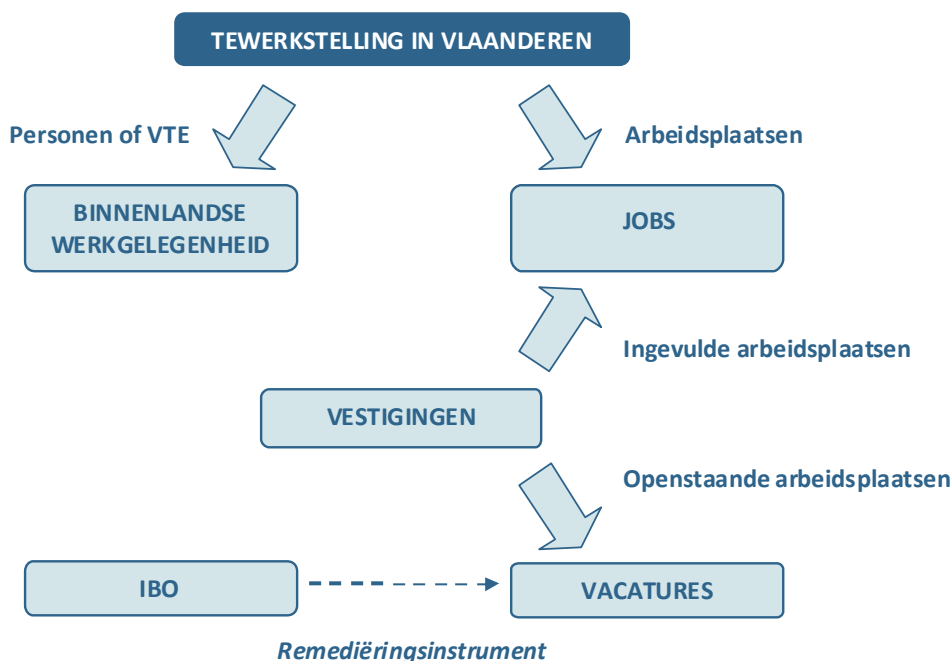 TEWERKSTELLING IN VLAANDEREN
Personen of VTE
Arbeidsplaatsen
BINNENLANDSE
WERKGELEGENHEID
JOBS
Ingevulde arbeidsplaatsen
VESTIGINGEN
Openstaande arbeidsplaatsen
IBO
VACATURES
Remediëringsinstrument